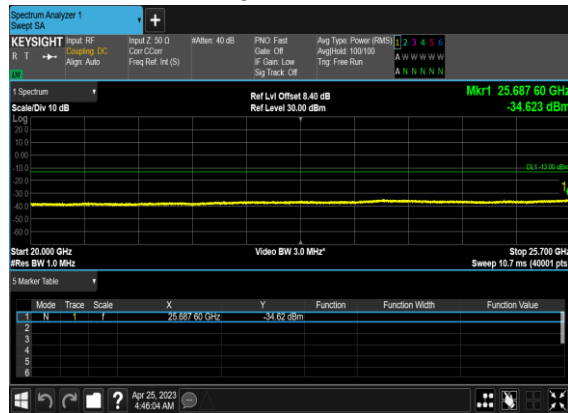 Spectrum Analyzer 1
Swept SA
+
KEYSIGHT Input: RF Input Z: 50 Ω #Atten: 40 dB PNO: Fast Avg Type: Power (RMS) 1 2 3 4 5 6
R T Coupling: DC Corr CCorr Gate: Off Avg|Hold: 100/100 A W W W W W
Align: Auto Freq Ref: Int (S) IF Gain: Low Trig: Free Run
Sig Track: Off A N N N N N
1 Spectrum Ref Lvl Offset 8.40 dB Mkr1 25.687 60 GHz
Scale/Div 10 dB Ref Level 30.00 dBm -34.623 dBm
Log
20.0
10.0
0.00
-10.0 DL1 -13.00 dBm
-20.0 1
-30.0
-40.0
-50.0
-60.0
Start 20.000 GHz Video BW 3.0 MHz* Stop 25.700 GHz
#Res BW 1.0 MHz Sweep 10.7 ms (40001 pts)
5 Marker Table
Mode Trace Scale X Y Function Function Width Function Value
1 N 1 f 25.687 60 GHz -34.62 dBm
2
3
4
5
6
? Apr 25, 2023
4:46:04 AM